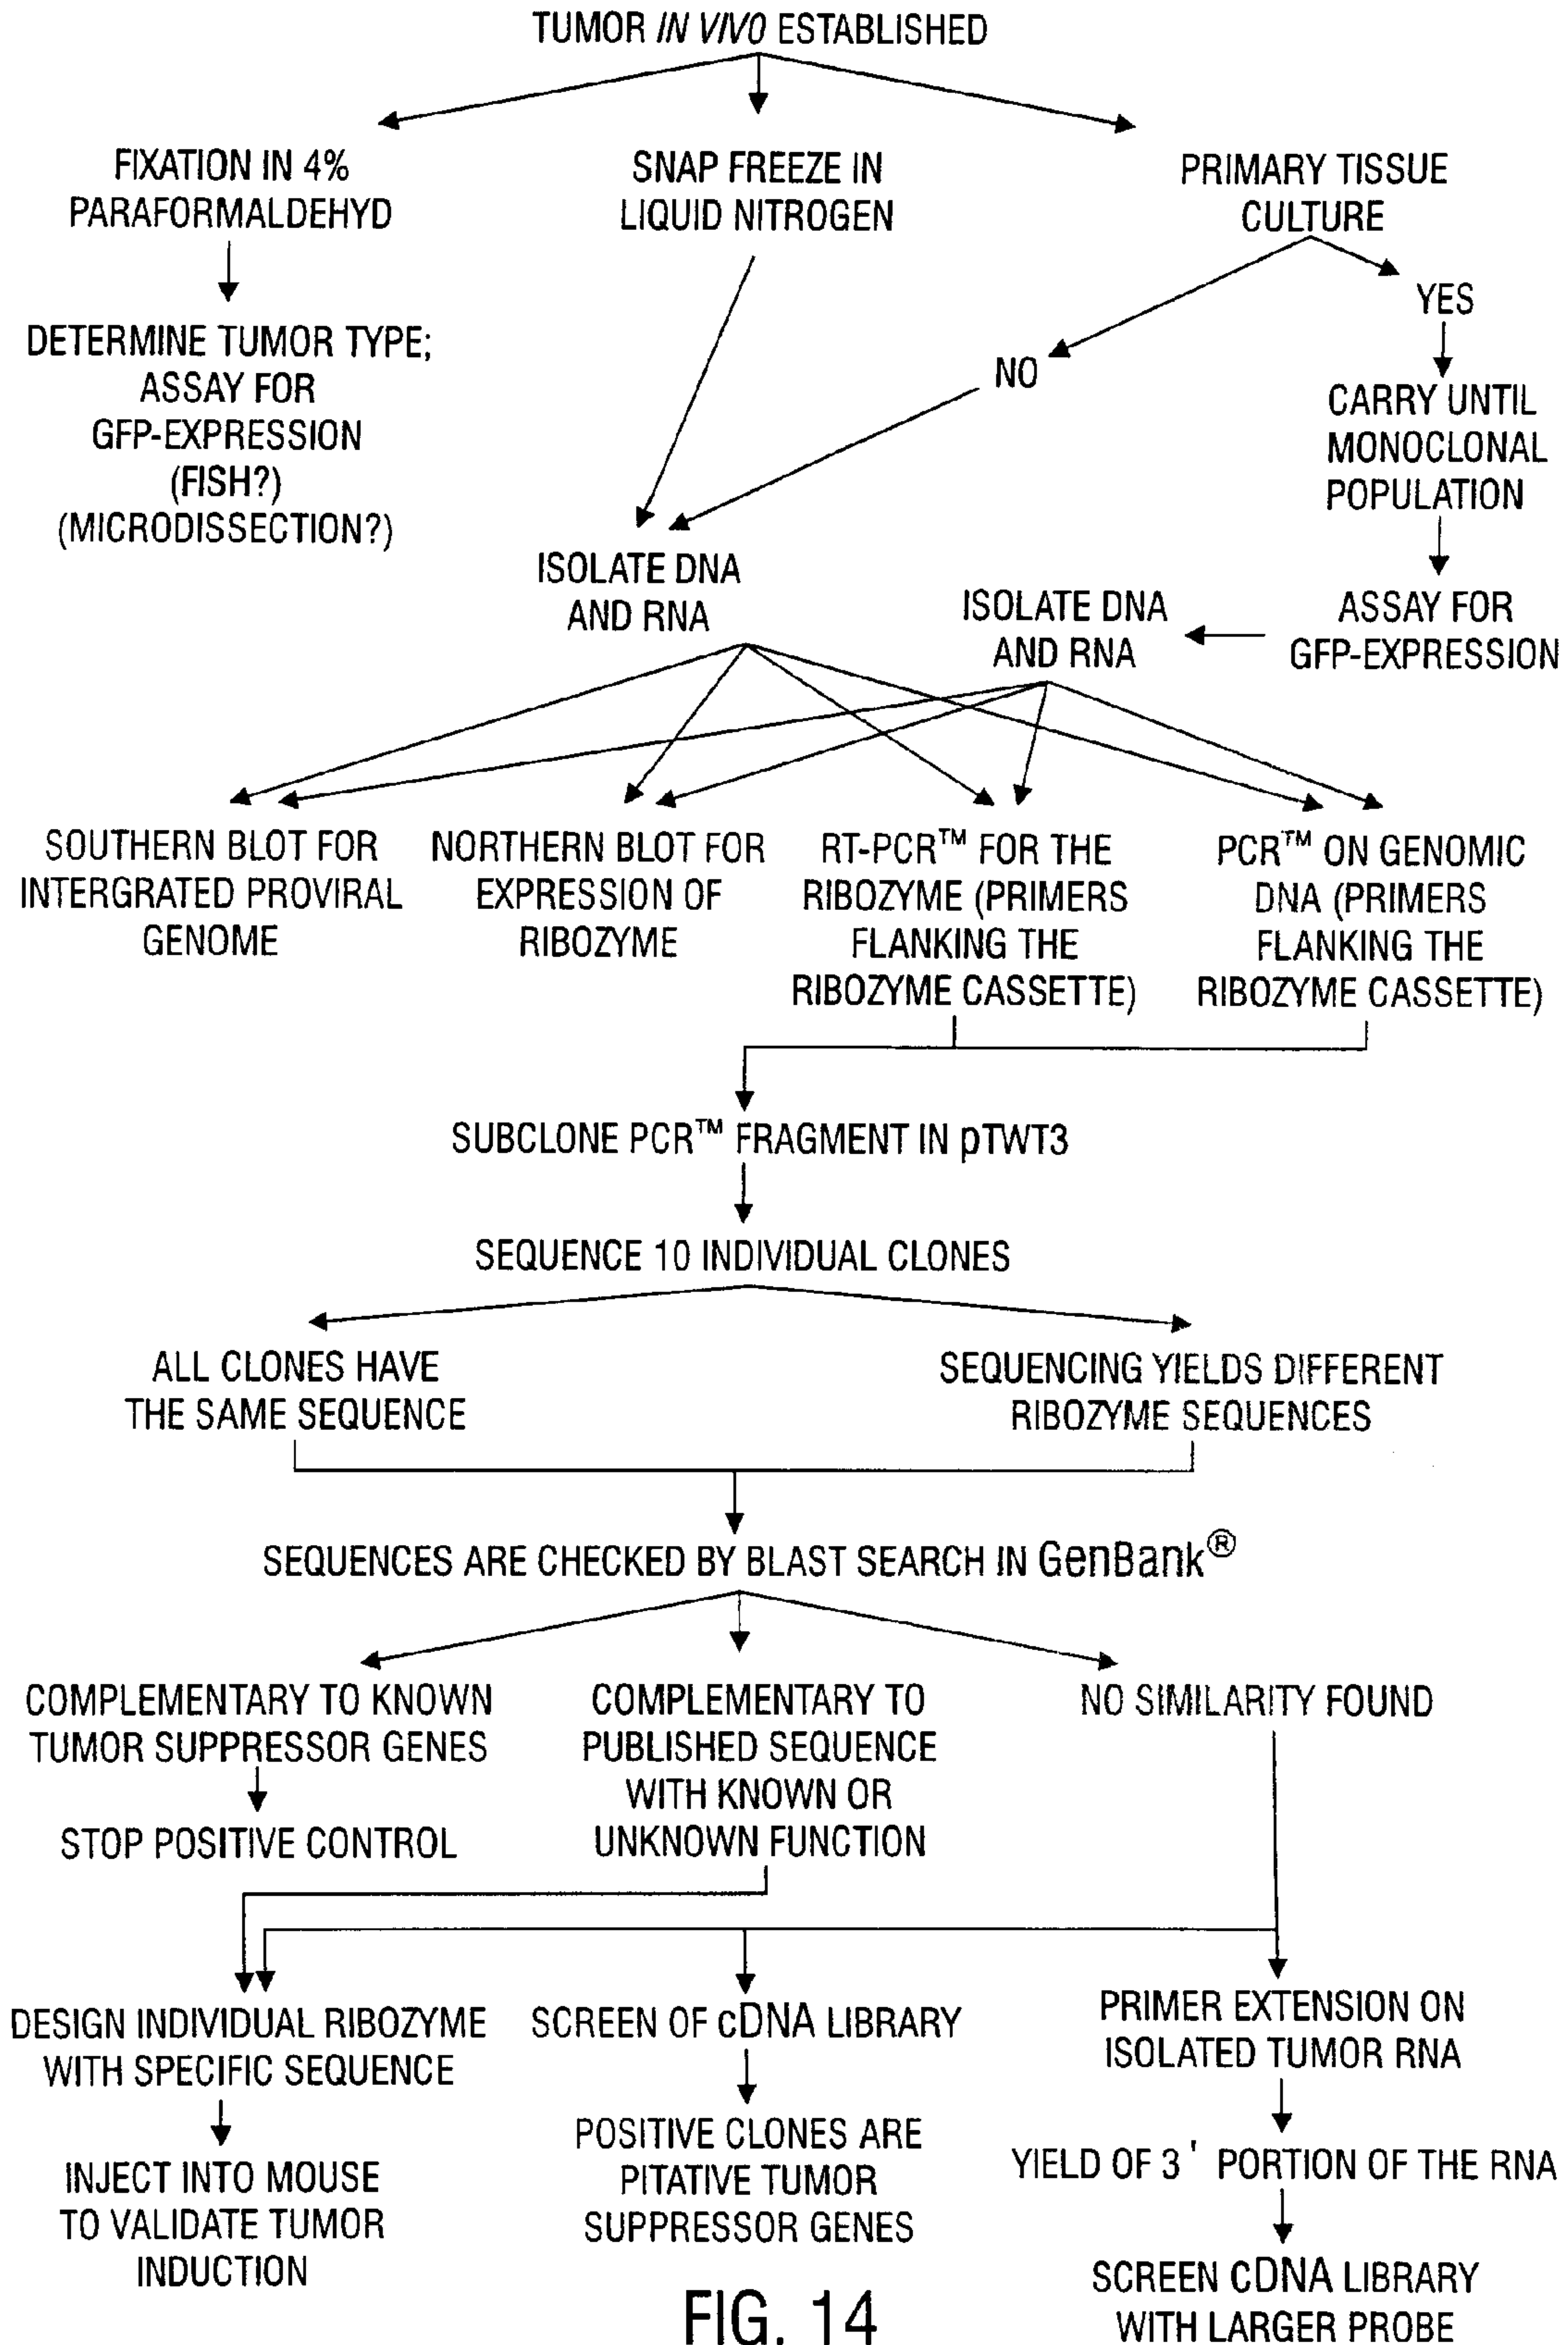 TUMOR IN VIVO ESTABLISHED
FIXATION IN 4%
PARAFORMALDEHYD
SNAP FREEZE IN
LIQUID NITROGEN
PRIMARY TISSUE
CULTURE
YES
NO
DETERMINE TUMOR TYPE;
ASSAY FOR
GFP-EXPRESSION
(FISH?)
(MICRODISSECTION?)
CARRY UNTIL
MONOCLONAL
POPULATION
ISOLATE DNA
AND RNA
ISOLATE DNA
AND RNA
ASSAY FOR
GFP-EXPRESSION
SOUTHERN BLOT FOR
INTERGRATED PROVIRAL
GENOME
NORTHERN BLOT FOR
EXPRESSION OF
RIBOZYME
RT-PCR™ FOR THE
RIBOZYME (PRIMERS
FLANKING THE
RIBOZYME CASSETTE)
PCR™ ON GENOMIC
DNA (PRIMERS
FLANKING THE
RIBOZYME CASSETTE)
SUBCLONE PCR™ FRAGMENT IN pTWT3
SEQUENCE 10 INDIVIDUAL CLONES
ALL CLONES HAVE
THE SAME SEQUENCE
SEQUENCING YIELDS DIFFERENT
RIBOZYME SEQUENCES
SEQUENCES ARE CHECKED BY BLAST SEARCH IN GenBank®
COMPLEMENTARY TO KNOWN
TUMOR SUPPRESSOR GENES
STOP POSITIVE CONTROL
COMPLEMENTARY TO
PUBLISHED SEQUENCE
WITH KNOWN OR
UNKNOWN FUNCTION
NO SIMILARITY FOUND
DESIGN INDIVIDUAL RIBOZYME
WITH SPECIFIC SEQUENCE
INJECT INTO MOUSE
TO VALIDATE TUMOR
INDUCTION
SCREEN OF cDNA LIBRARY
POSITIVE CLONES ARE
PITATIVE TUMOR
SUPPRESSOR GENES
PRIMER EXTENSION ON
ISOLATED TUMOR RNA
YIELD OF 3' PORTION OF THE RNA
SCREEN cDNA LIBRARY
WITH LARGER PROBE
FIG. 14